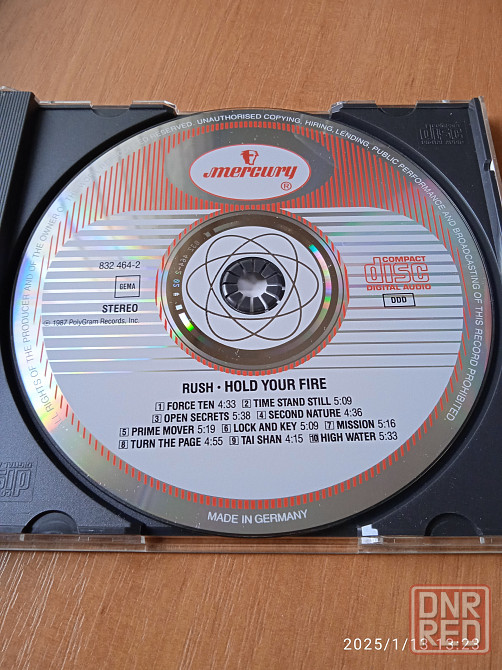 RESERVED. UNAUTHORISED COPYING, HIRING, LENDING, PUBLIC PERFORMANCE AND BROADCASTING OF THIS RECORD PROHIBITED.
RIGHTS OF THE PRODUCER AND OF THE OWNER
mercury
®
832 464-2
GEMA
STEREO
℗ 1987 PolyGram Records, Inc.
COMPACT
disc
DIGITAL AUDIO
DDD
RUSH · HOLD YOUR FIRE
1 FORCE TEN 4:33 2 TIME STAND STILL 5:09
3 OPEN SECRETS 5:38 4 SECOND NATURE 4:36
5 PRIME MOVER 5:19 6 LOCK AND KEY 5:09 7 MISSION 5:16
8 TURN THE PAGE 4:55 9 TAI SHAN 4:15 10 HIGH WATER 5:33
MADE IN GERMANY
DNR
RED
2025/1/13 13:23